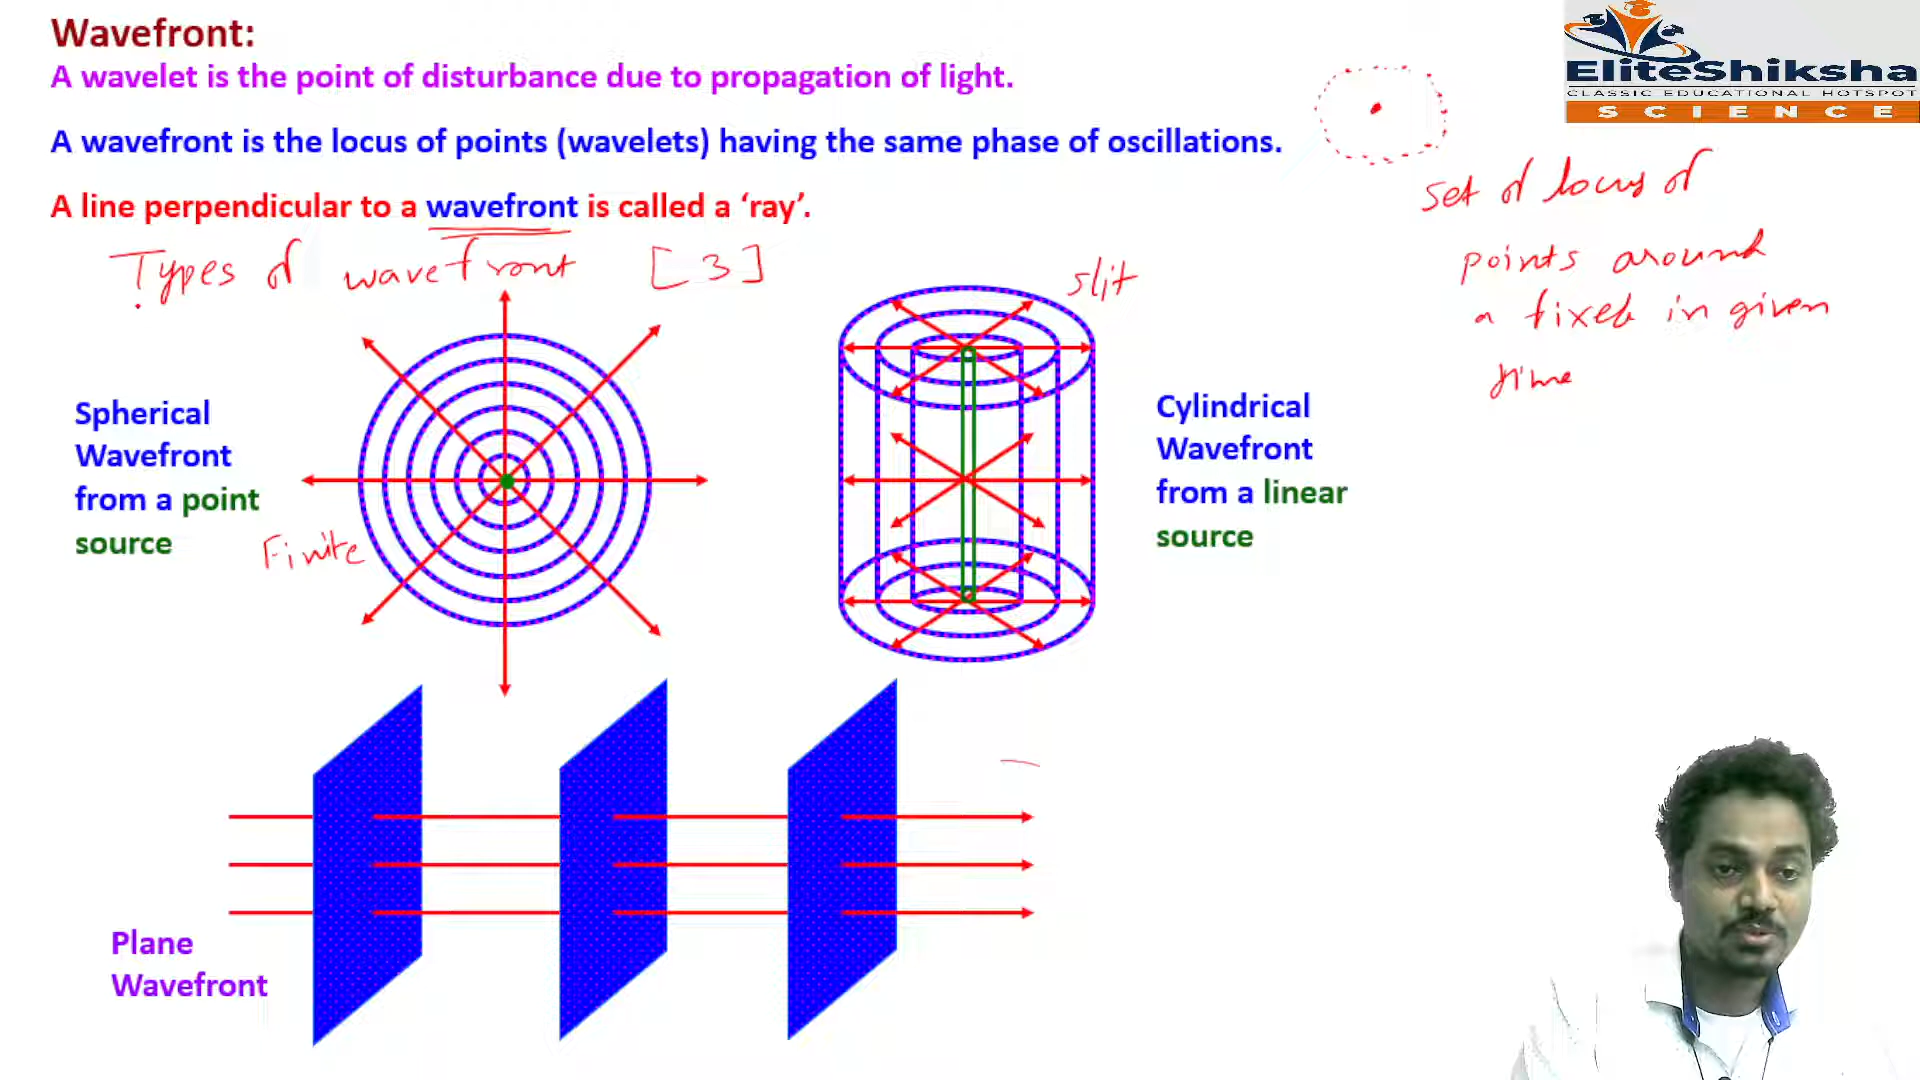 Wavefront:
A wavelet is the point of disturbance due to propagation of light.
A wavefront is the locus of points (wavelets) having the same phase of oscillations.
A line perpendicular to a wavefront is called a ‘ray’.
Types of wavefront [3]
EliteShiksha
CLASSIC EDUCATIONAL HOTSPOT
SCIENCE
set of locus of
points around
a fixed in given
time
Spherical
Wavefront
from a point
source
Finite
slit
Cylindrical
Wavefront
from a linear
source
Plane
Wavefront